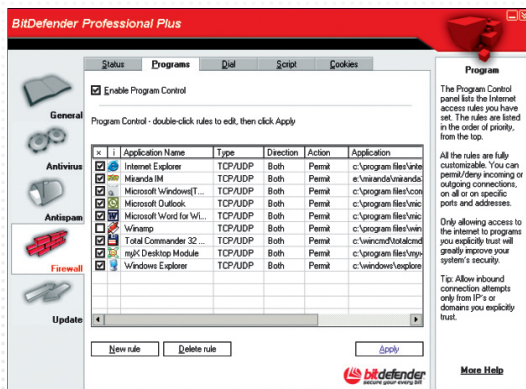 BitDefender Professional Plus
Status Programs Dial Script Cookies
Enable Program Control
Program Control - double-click rules to edit, then click Apply
x i Application Name Type Direction Action Application
Internet Explorer TCP/UDP Both Permit c:\program files\inte
Miranda IM TCP/UDP Both Permit e:\miranda\miranda
Microsoft Windows(T... TCP/UDP Both Permit c:\program files\con
Microsoft Outlook TCP/UDP Both Permit c:\program files\mic
Microsoft Word for Wi... TCP/UDP Both Permit c:\program files\mic
Winamp TCP/UDP Both Permit c:\program files\win
Total Commander 32 ... TCP/UDP Both Permit c:\wincmd\totalcmd
myIX Desktop Module TCP/UDP Both Permit c:\program files\myi
Windows Explorer TCP/UDP Both Permit c:\windows\explore
New rule Delete rule Apply
bitdefender
secure your every bit
General
Antivirus
Antispam
Firewall
Update
Program
The Program Control
panel lists the Internet
access rules you have
set. The rules are listed
in the order of priority,
from the top.
All the rules are fully
customizable. You can
permit/deny incoming or
outgoing connections,
on all or on specific
ports and addresses.
Only allowing access to
the internet to programs
you explicitly trust will
greatly improve your
system's security.
Tip: Allow inbound
connection attempts
only from IP's or
domains you explicitly
trust.
More Help